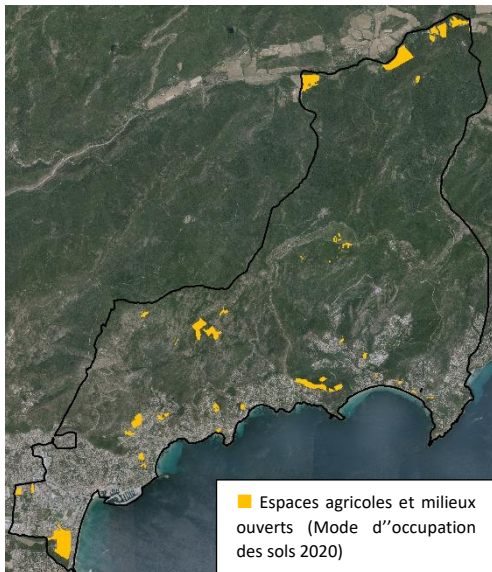 Espaces agricoles et milieux
ouverts (Mode d''occupation
des sols 2020)